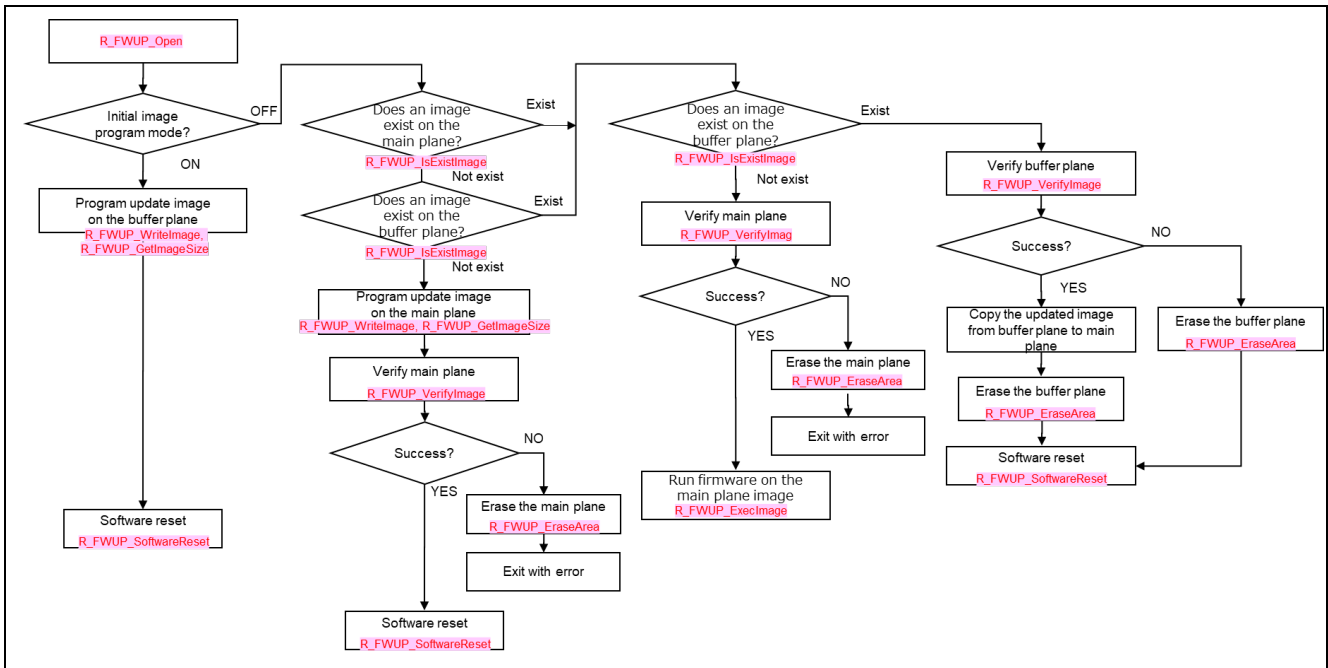 R_FWUP_Open
Initial image
program mode?
OFF
ON
Program update image
on the buffer plane
R_FWUP_WriteImage,
R_FWUP_GetImageSize
Software reset
R_FWUP_SoftwareReset
Does an image
exist on the
main plane?
R_FWUP_IsExistImage
Exist
Not exist
Does an image
exist on the
buffer plane?
R_FWUP_IsExistImage
Exist
Not exist
Program update image
on the main plane
R_FWUP_WriteImage, R_FWUP_GetImageSize
Verify main plane
R_FWUP_VerifyImage
Success?
NO
YES
Erase the main plane
R_FWUP_EraseArea
Exit with error
Software reset
R_FWUP_SoftwareReset
Does an image
exist on the
buffer plane?
R_FWUP_IsExistImage
Exist
Not exist
Verify main plane
R_FWUP_VerifyImag
Success?
NO
YES
Erase the main plane
R_FWUP_EraseArea
Exit with error
Run firmware on the
main plane image
R_FWUP_ExecImage
Verify buffer plane
R_FWUP_VerifyImage
Success?
NO
YES
Copy the updated image
from buffer plane to main
plane
Erase the buffer plane
R_FWUP_EraseArea
Erase the buffer plane
R_FWUP_EraseArea
Software reset
R_FWUP_SoftwareReset